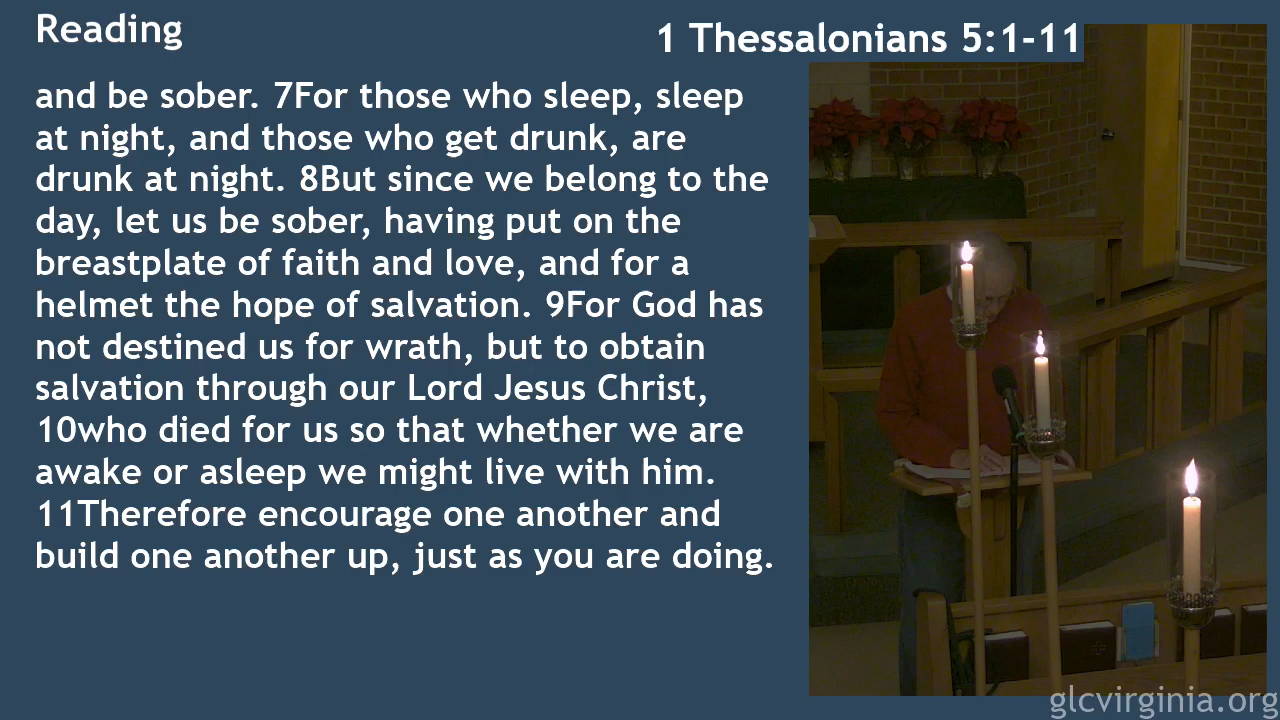 Reading
1 Thessalonians 5:1-11
and be sober. 7For those who sleep, sleep
at night, and those who get drunk, are
drunk at night. 8But since we belong to the
day, let us be sober, having put on the
breastplate of faith and love, and for a
helmet the hope of salvation. 9For God has
not destined us for wrath, but to obtain
salvation through our Lord Jesus Christ,
10who died for us so that whether we are
awake or asleep we might live with him.
11Therefore encourage one another and
build one another up, just as you are doing.
glcvirginia.org